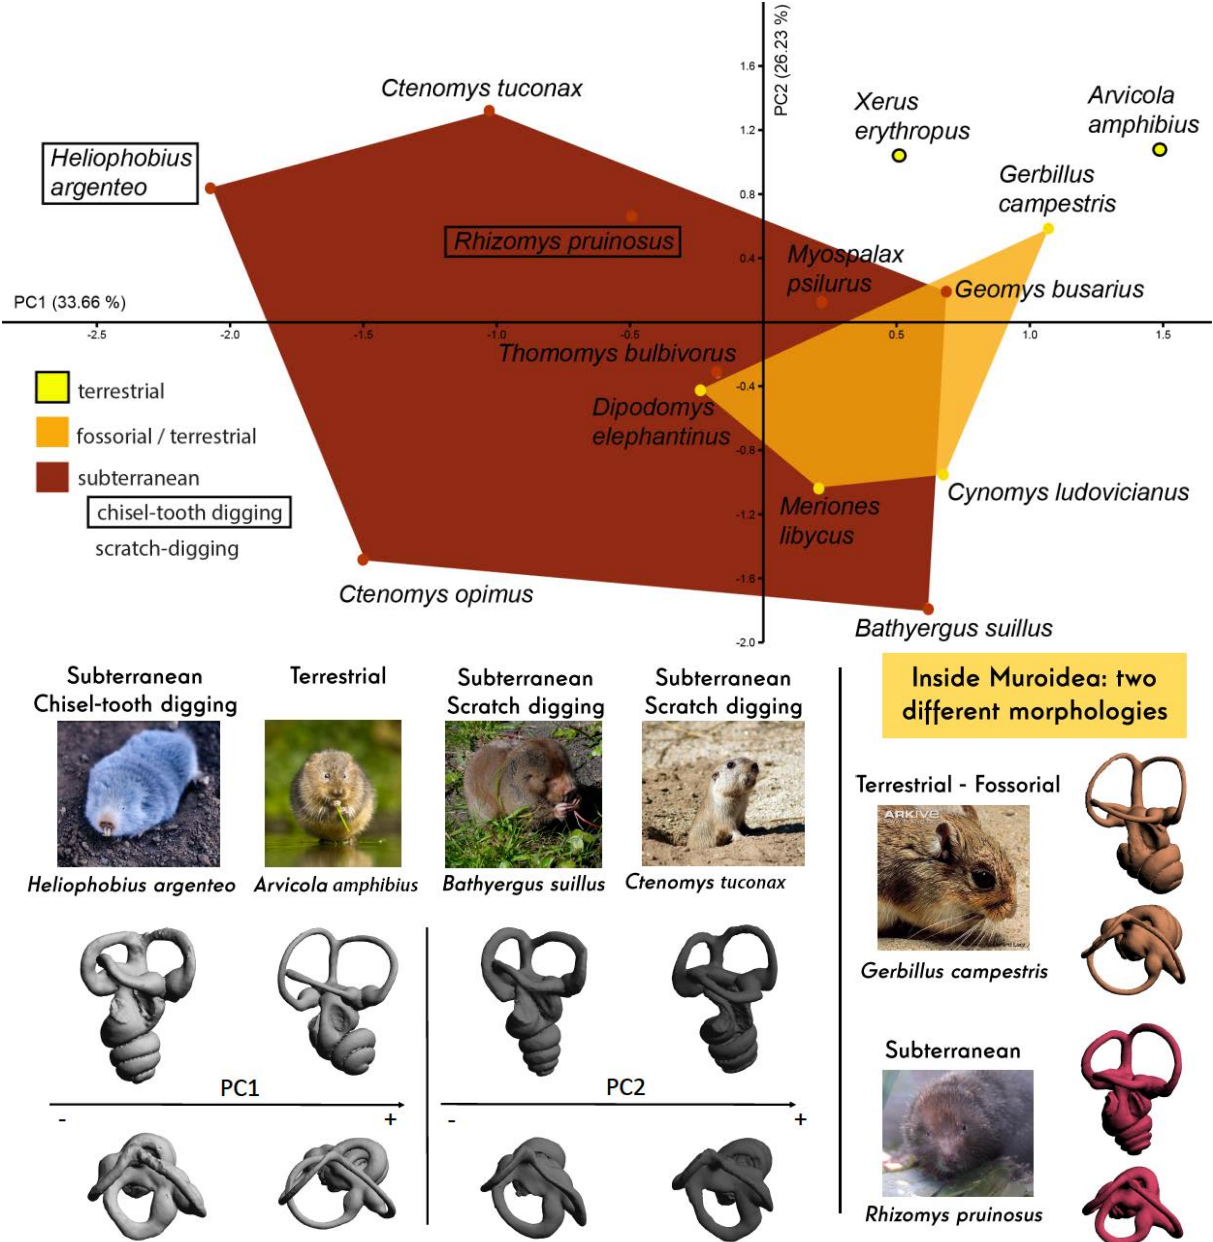 PC2 (26.23 %)
1.6
Ctenomys tuconax
Xerus
erythropus
Arvicola
amphibius
1.2
Heliophobius
argenteo
Gerbillus
campestris
0.8
Rhizomys pruinosus
Myospalax
psilurus
0.4
Geomys busarius
PC1 (33.66 %)
-2.5
-2.0
-1.5
-1.0
-0.5
0.5
1.0
1.5
Thomomys bulbivorus
-0.4
Dipodomys
elephantinus
-0.8
Cynomys ludovicianus
Meriones
libycus
-1.2
terrestrial
fossorial / terrestrial
subterranean
chisel-tooth digging
scratch-digging
-1.6
Ctenomys opimus
Bathyergus suillus
-2.0
Subterranean
Chisel-tooth digging
Heliophobius argenteo
Terrestrial
Arvicola amphibius
Subterranean
Scratch digging
Bathyergus suillus
Subterranean
Scratch digging
Ctenomys tuconax
PC1
-
+
PC2
-
+
Inside Muroidea: two
different morphologies
Terrestrial - Fossorial
ARKive
Gerbillus campestris
Subterranean
Rhizomys pruinosus